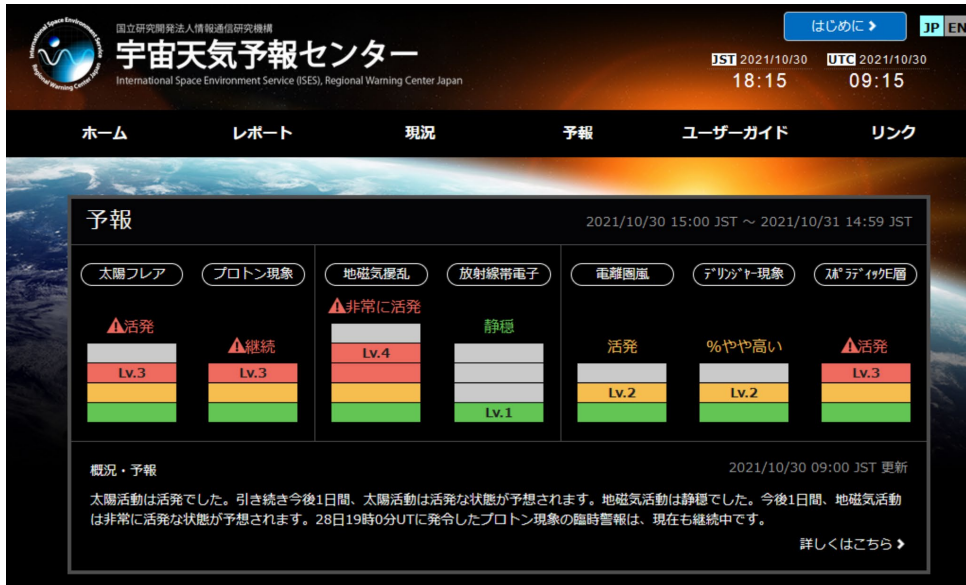 国立研究開発法人情報通信研究機構
宇宙天気予報センター
International Space Environment Service (ISES), Regional Warning Center Japan
はじめに
JP EN
JST 2021/10/30 UTC 2021/10/30
18:15 09:15
ホーム レポート 現況 予報 ユーザーガイド リンク
予報
2021/10/30 15:00 JST ～ 2021/10/31 14:59 JST
太陽フレア プロトン現象 地磁気擾乱 放射線帯電子 電離圏嵐 ﾃﾞﾘﾝｼﾞｬｰ現象 ｽﾎﾟﾗﾃﾞｨｯｸE層
非常に活発
活発 静穏
継続 活発 %やや高い 活発
Lv.4
Lv.3 Lv.3 Lv.3
Lv.2 Lv.2
Lv.1
概況・予報
2021/10/30 09:00 JST 更新
太陽活動は活発でした。引き続き今後1日間、太陽活動は活発な状態が予想されます。地磁気活動は静穏でした。今後1日間、地磁気活動
は非常に活発な状態が予想されます。28日19時0分UTに発令したプロトン現象の臨時警報は、現在も継続中です。
詳しくはこちら